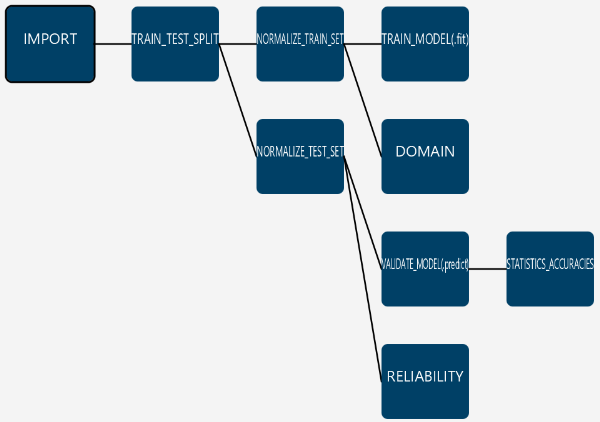 IMPORT
TRAIN_TEST_SPLIT
NORMALIZE_TRAIN_SET
TRAIN_MODEL(.fit)
NORMALIZE_TEST_SET
DOMAIN
VALIDATE_MODEL(.predict)
STATISTICS_ACCURACIES
RELIABILITY